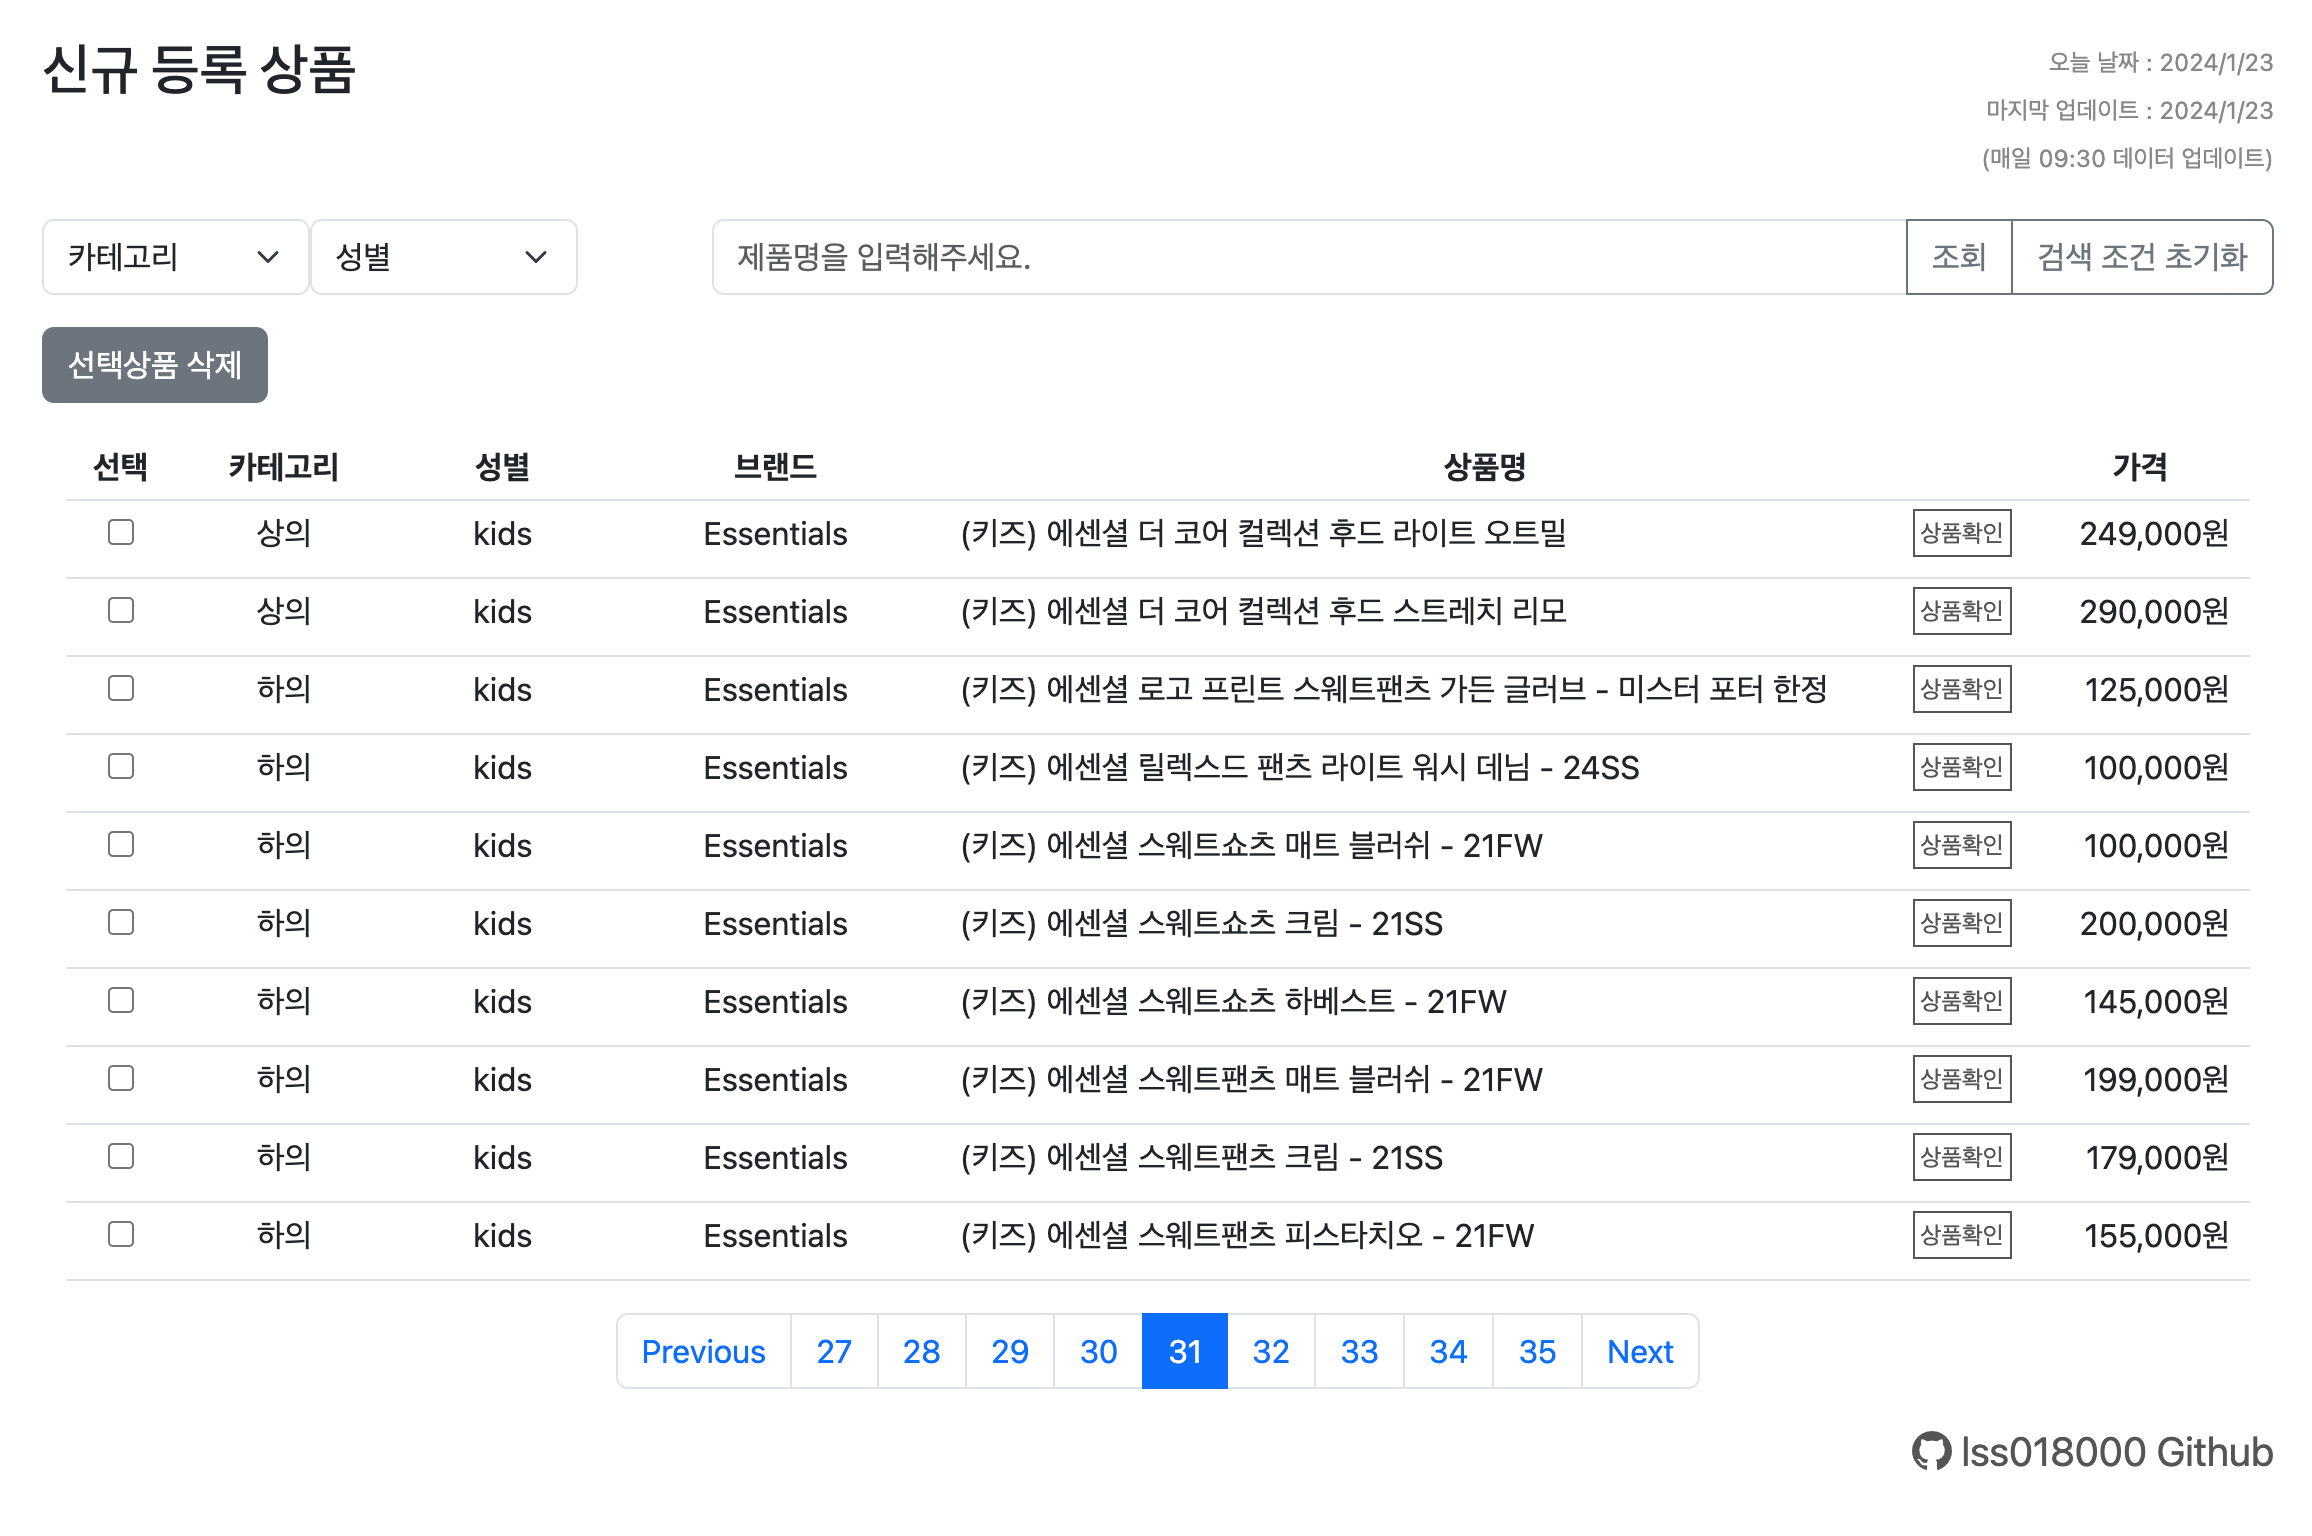 신규 등록 상품
오늘 날짜 : 2024/1/23
마지막 업데이트 : 2024/1/23
(매일 09:30 데이터 업데이트)
카테고리 성별 제품명을 입력해주세요. 조회 검색 조건 초기화
선택상품 삭제
선택 카테고리 성별 브랜드 상품명 가격
상의 kids Essentials (키즈) 에센셜 더 코어 컬렉션 후드 라이트 오트밀 상품확인 249,000원
상의 kids Essentials (키즈) 에센셜 더 코어 컬렉션 후드 스트레치 리모 상품확인 290,000원
하의 kids Essentials (키즈) 에센셜 로고 프린트 스웨트팬츠 가든 글러브 - 미스터 포터 한정 상품확인 125,000원
하의 kids Essentials (키즈) 에센셜 릴렉스드 팬츠 라이트 워시 데님 - 24SS 상품확인 100,000원
하의 kids Essentials (키즈) 에센셜 스웨트쇼츠 매트 블러쉬 - 21FW 상품확인 100,000원
하의 kids Essentials (키즈) 에센셜 스웨트쇼츠 크림 - 21SS 상품확인 200,000원
하의 kids Essentials (키즈) 에센셜 스웨트쇼츠 하베스트 - 21FW 상품확인 145,000원
하의 kids Essentials (키즈) 에센셜 스웨트팬츠 매트 블러쉬 - 21FW 상품확인 199,000원
하의 kids Essentials (키즈) 에센셜 스웨트팬츠 크림 - 21SS 상품확인 179,000원
하의 kids Essentials (키즈) 에센셜 스웨트팬츠 피스타치오 - 21FW 상품확인 155,000원
Previous 27 28 29 30 31 32 33 34 35 Next
lss018000 Github